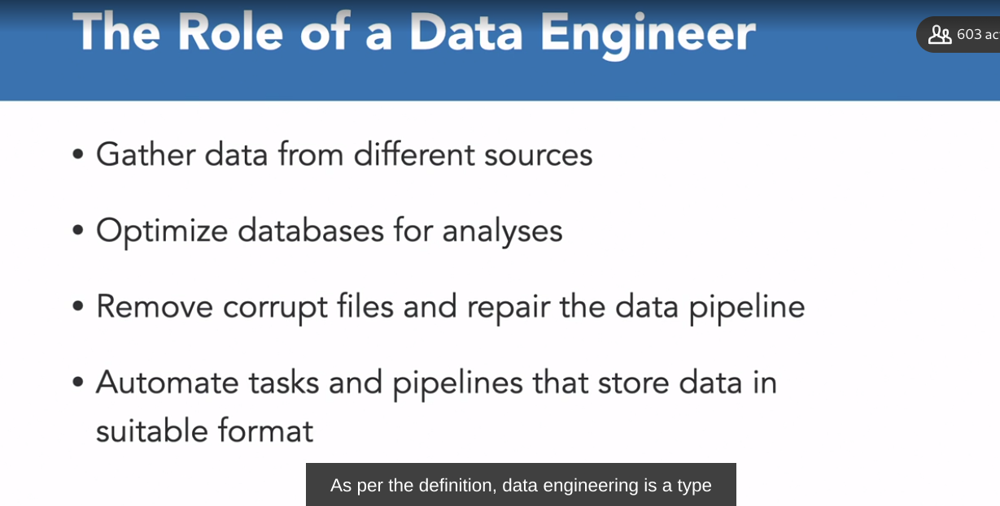 The Role of a Data Engineer
603 ac
• Gather data from different sources
• Optimize databases for analyses
• Remove corrupt files and repair the data pipeline
• Automate tasks and pipelines that store data in
suitable format
As per the definition, data engineering is a type